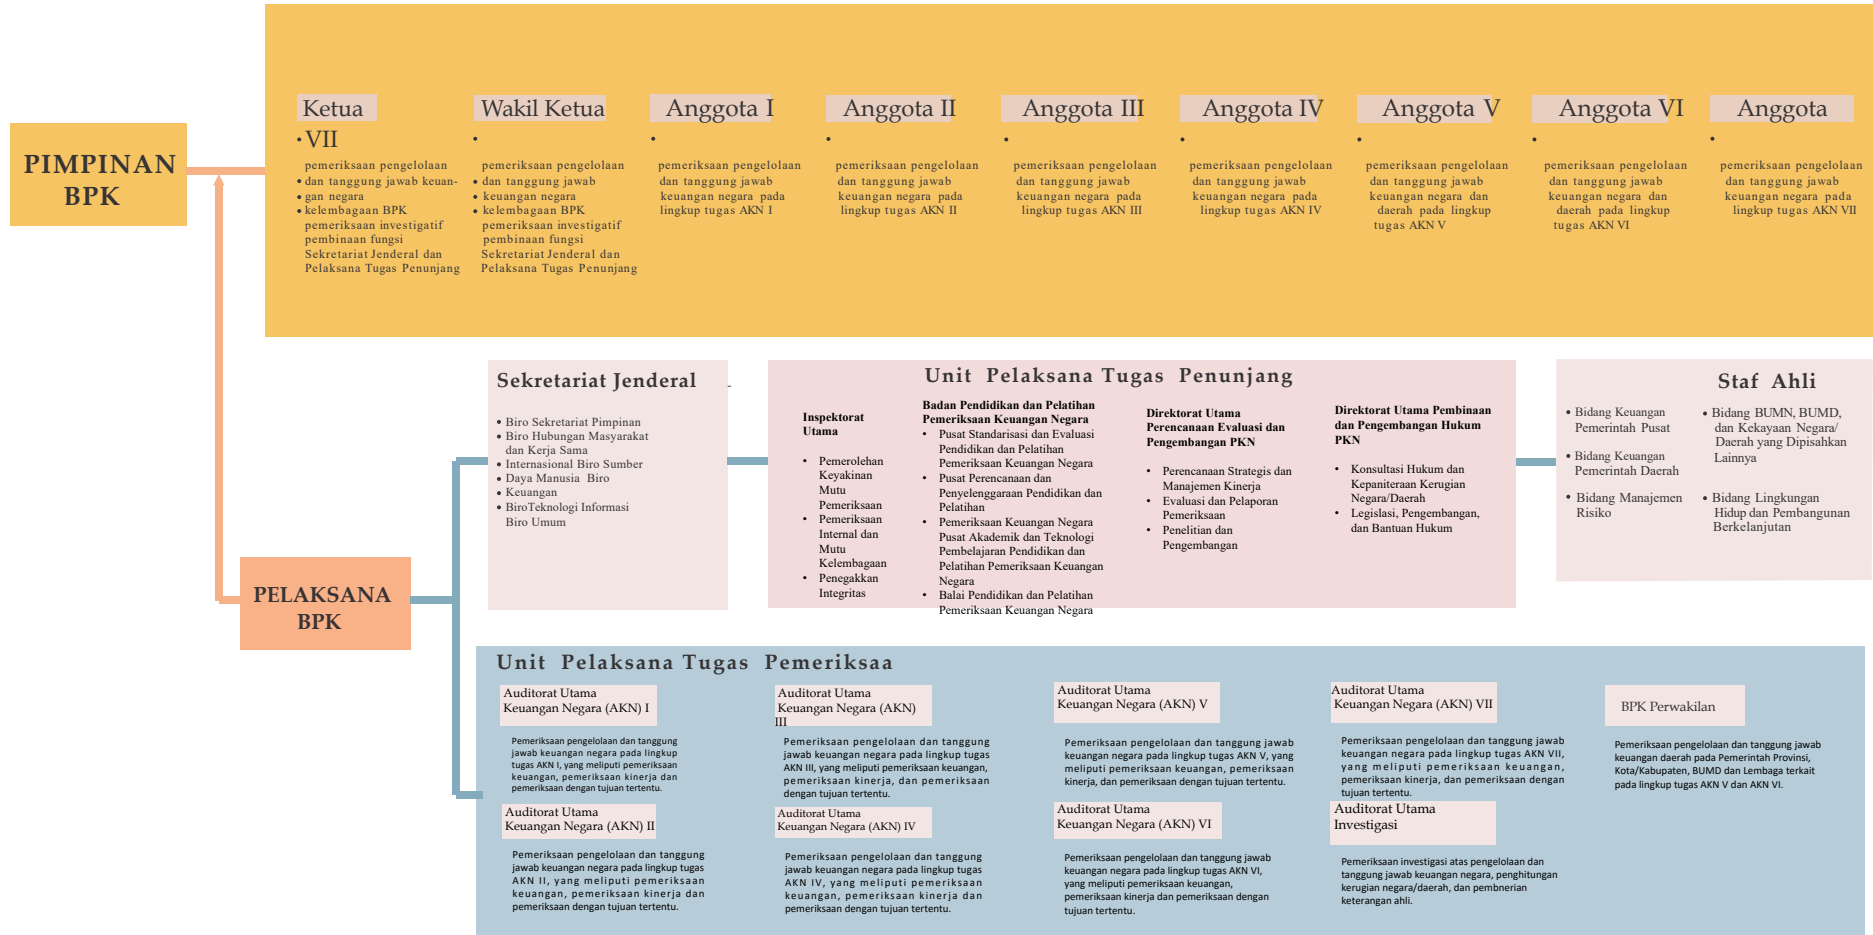 PIMPINAN
BPK
Ketua
• VII
pemeriksaan pengelolaan
• dan tanggung jawab keuan-
• gan negara
• kelembagaan BPK
pemeriksaan investigatif
pembinaan fungsi
Sekretariat Jenderal dan
Pelaksana Tugas Penunjang
Wakil Ketua
•
pemeriksaan pengelolaan
• dan tanggung jawab
• keuangan negara
• kelembagaan BPK
pemeriksaan investigatif
pembinaan fungsi
Sekretariat Jenderal dan
Pelaksana Tugas Penunjang
Anggota I
•
pemeriksaan pengelolaan
dan tanggung jawab
keuangan negara pada
lingkup tugas AKN I
Anggota II
•
pemeriksaan pengelolaan
dan tanggung jawab
keuangan negara pada
lingkup tugas AKN II
Anggota III
•
pemeriksaan pengelolaan
dan tanggung jawab
keuangan negara pada
lingkup tugas AKN III
Anggota IV
•
pemeriksaan pengelolaan
dan tanggung jawab
keuangan negara pada
lingkup tugas AKN IV
Anggota V
•
pemeriksaan pengelolaan
dan tanggung jawab
keuangan negara dan
daerah pada lingkup
tugas AKN V
Anggota VI
•
pemeriksaan pengelolaan
dan tanggung jawab
keuangan negara dan
daerah pada lingkup
tugas AKN VI
Anggota
•
pemeriksaan pengelolaan
dan tanggung jawab
keuangan negara pada
lingkup tugas AKN VII
PELAKSANA
BPK
Sekretariat Jenderal
• Biro Sekretariat Pimpinan
• Biro Hubungan Masyarakat
dan Kerja Sama
• Internasional Biro Sumber
• Daya Manusia Biro
• Keuangan
• BiroTeknologi Informasi
Biro Umum
Unit Pelaksana Tugas Penunjang
Inspektorat
Utama
• Pemerolehan
Keyakinan
Mutu
Pemeriksaan
• Pemeriksaan
Internal dan
Mutu
Kelembagaan
• Penegakkan
Integritas
Badan Pendidikan dan Pelatihan
Pemeriksaan Keuangan Negara
• Pusat Standarisasi dan Evaluasi
Pendidikan dan Pelatihan
Pemeriksaan Keuangan Negara
• Pusat Perencanaan dan
Penyelenggaraan Pendidikan dan
Pelatihan
• Pemeriksaan Keuangan Negara
Pusat Akademik dan Teknologi
Pembelajaran Pendidikan dan
Pelatihan Pemeriksaan Keuangan
Negara
• Balai Pendidikan dan Pelatihan
Pemeriksaan Keuangan Negara
Direktorat Utama
Perencanaan Evaluasi dan
Pengembangan PKN
• Perencanaan Strategis dan
Manajemen Kinerja
• Evaluasi dan Pelaporan
Pemeriksaan
• Penelitian dan
Pengembangan
Direktorat Utama Pembinaan
dan Pengembangan Hukum
PKN
• Konsultasi Hukum dan
Kepaniteraan Kerugian
Negara/Daerah
• Legislasi, Pengembangan,
dan Bantuan Hukum
Staf Ahli
• Bidang Keuangan
Pemerintah Pusat
• Bidang Keuangan
Pemerintah Daerah
• Bidang Manajemen
Risiko
• Bidang BUMN, BUMD,
dan Kekayaan Negara/
Daerah yang Dipisahkan
Lainnya
• Bidang Lingkungan
Hidup dan Pembangunan
Berkelanjutan
Unit Pelaksana Tugas Pemeriksaa
Auditorat Utama
Keuangan Negara (AKN) I
Pemeriksaan pengelolaan dan tanggung
jawab keuangan negara pada lingkup
tugas AKN I, yang meliputi pemeriksaan
keuangan, pemeriksaan kinerja dan
pemeriksaan dengan tujuan tertentu.
Auditorat Utama
Keuangan Negara (AKN) II
Pemeriksaan pengelolaan dan tanggung
jawab keuangan negara pada lingkup tugas
AKN II, yang meliputi pemeriksaan
keuangan, pemeriksaan kinerja dan
pemeriksaan dengan tujuan tertentu.
Auditorat Utama
Keuangan Negara (AKN)
III
Pemeriksaan pengelolaan dan tanggung
jawab keuangan negara pada lingkup tugas
AKN III, yang meliputi pemeriksaan keuangan,
pemeriksaan kinerja, dan pemeriksaan
dengan tujuan tertentu.
Auditorat Utama
Keuangan Negara (AKN) IV
Pemeriksaan pengelolaan dan tanggung
jawab keuangan negara pada lingkup tugas
AKN IV, yang meliputi pemeriksaan
keuangan, pemeriksaan kinerja dan
pemeriksaan dengan tujuan tertentu.
Auditorat Utama
Keuangan Negara (AKN) V
Pemeriksaan pengelolaan dan tanggung jawab
keuangan negara pada lingkup tugas AKN V, yang
meliputi pemeriksaan keuangan, pemeriksaan
kinerja, dan pemeriksaan dengan tujuan tertentu.
Auditorat Utama
Keuangan Negara (AKN) VI
Pemeriksaan pengelolaan dan tanggung jawab
keuangan negara pada lingkup tugas AKN VI,
yang meliputi pemeriksaan keuangan,
pemeriksaan kinerja dan pemeriksaan dengan
tujuan tertentu.
Auditorat Utama
Keuangan Negara (AKN) VII
Pemeriksaan pengelolaan dan tanggung jawab
keuangan negara pada lingkup tugas AKN VII,
yang meliputi pemeriksaan keuangan,
pemeriksaan kinerja, dan pemeriksaan dengan
tujuan tertentu.
Auditorat Utama
Investigasi
Pemeriksaan investigasi atas pengelolaan dan
tanggung jawab keuangan negara, penghitungan
kerugian negara/daerah, dan pembnerian
keterangan ahli.
BPK Perwakilan
Pemeriksaan pengelolaan dan tanggung jawab
keuangan daerah pada Pemerintah Provinsi,
Kota/Kabupaten, BUMD dan Lembaga terkait
pada lingkup tugas AKN V dan AKN VI.